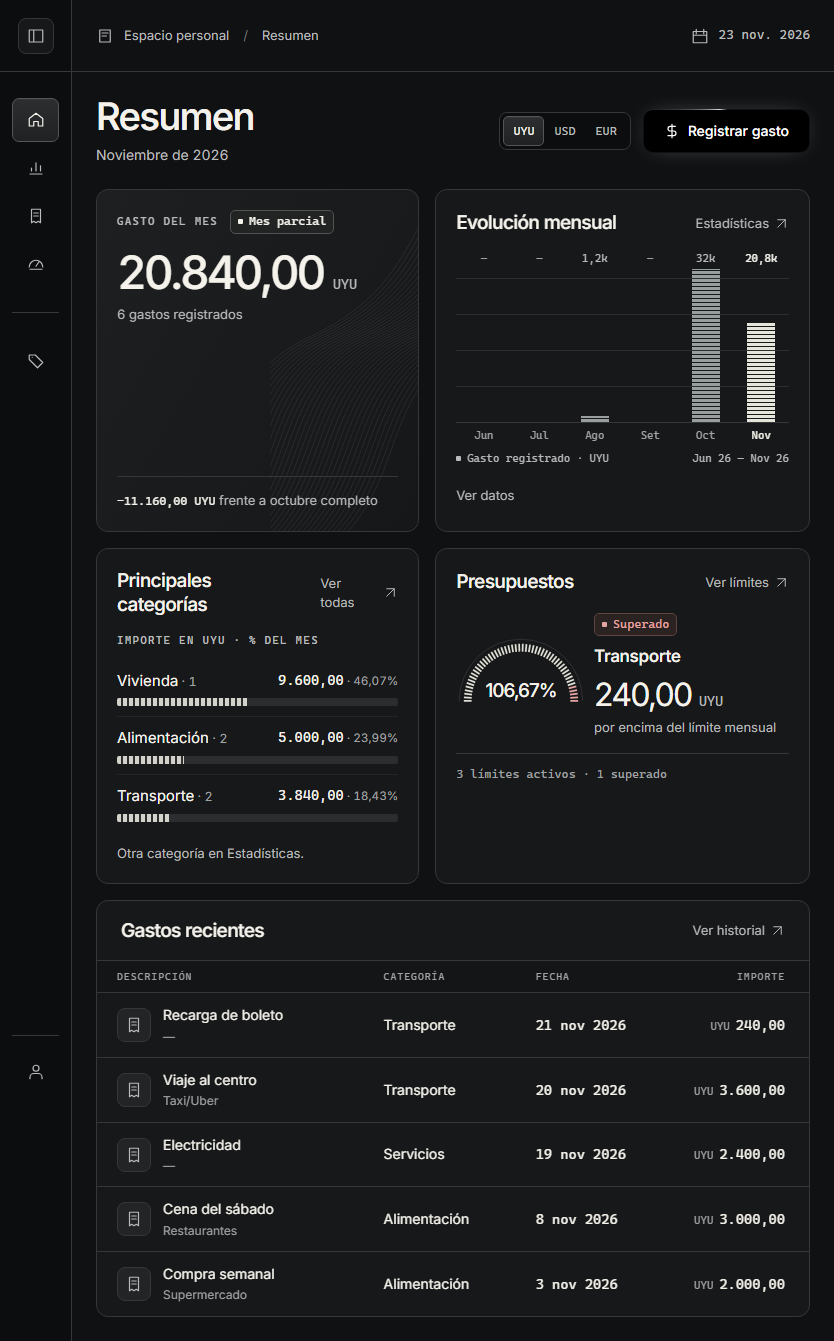 Espacio personal / Resumen
23 nov. 2026
Resumen
Noviembre de 2026
UYU USD EUR
$ Registrar gasto
GASTO DEL MES
Mes parcial
20.840,00 UYU
6 gastos registrados
−11.160,00 UYU frente a octubre completo
Evolución mensual
Estadísticas
— — 1,2k — 32k 20,8k
Jun Jul Ago Set Oct Nov
Gasto registrado · UYU
Jun 26 – Nov 26
Ver datos
Principales
categorías
Ver
todas
IMPORTE EN UYU · % DEL MES
Vivienda · 1 9.600,00 · 46,07%
Alimentación · 2 5.000,00 · 23,99%
Transporte · 2 3.840,00 · 18,43%
Otra categoría en Estadísticas.
Presupuestos
Ver límites
106,67%
Superado
Transporte
240,00 UYU
por encima del límite mensual
3 límites activos · 1 superado
Gastos recientes
Ver historial
DESCRIPCIÓN CATEGORÍA FECHA IMPORTE
Recarga de boleto
—
Transporte 21 nov 2026 UYU 240,00
Viaje al centro
Taxi/Uber
Transporte 20 nov 2026 UYU 3.600,00
Electricidad
—
Servicios 19 nov 2026 UYU 2.400,00
Cena del sábado
Restaurantes
Alimentación 8 nov 2026 UYU 3.000,00
Compra semanal
Supermercado
Alimentación 3 nov 2026 UYU 2.000,00